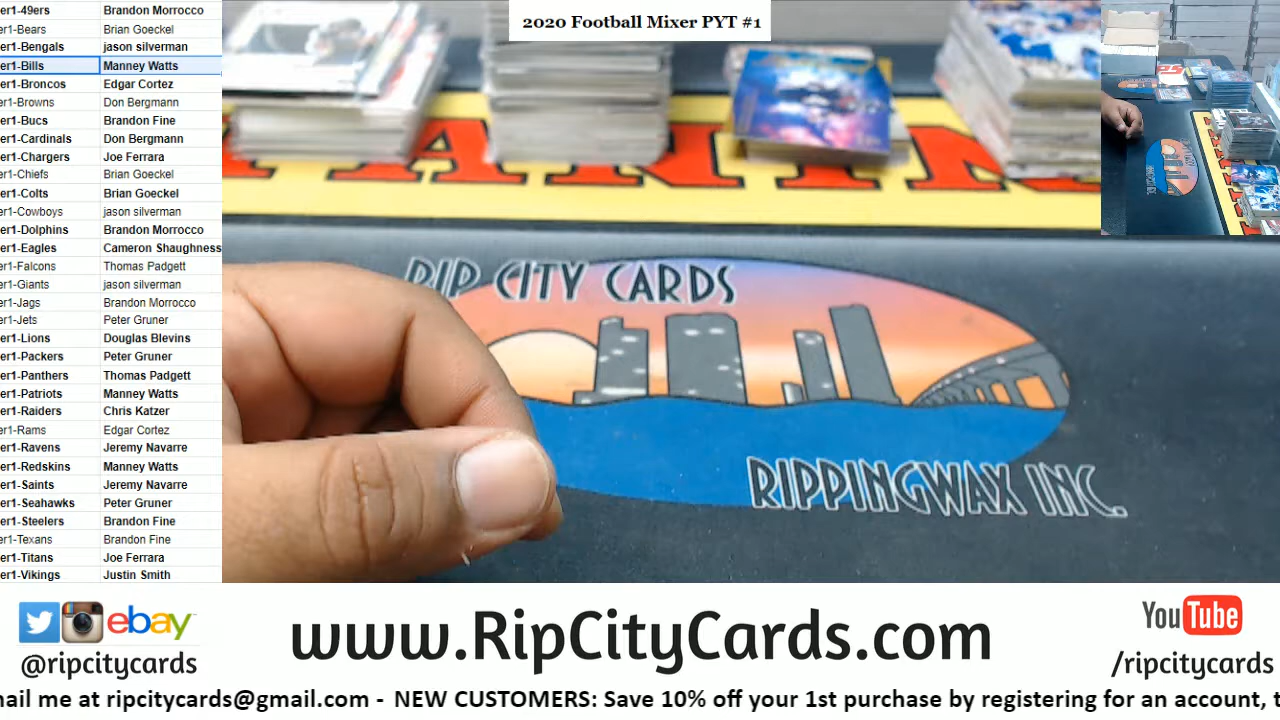 2020 Football Mixer PYT #1
er1-49ers Brandon Morrocco
er1-Bears Brian Goeckel
er1-Bengals jason silverman
er1-Bills Manney Watts
er1-Broncos Edgar Cortez
er1-Browns Don Bergmann
er1-Bucs Brandon Fine
er1-Cardinals Don Bergmann
er1-Chargers Joe Ferrara
er1-Chiefs Brian Goeckel
er1-Colts Brian Goeckel
er1-Cowboys jason silverman
er1-Dolphins Brandon Morrocco
er1-Eagles Cameron Shaughness
er1-Falcons Thomas Padgett
er1-Giants jason silverman
er1-Jags Brandon Morrocco
er1-Jets Peter Gruner
er1-Lions Douglas Blevins
er1-Packers Peter Gruner
er1-Panthers Thomas Padgett
er1-Patriots Manney Watts
er1-Raiders Chris Katzer
er1-Rams Edgar Cortez
er1-Ravens Jeremy Navarre
er1-Redskins Manney Watts
er1-Saints Jeremy Navarre
er1-Seahawks Peter Gruner
er1-Steelers Brandon Fine
er1-Texans Brandon Fine
er1-Titans Joe Ferrara
er1-Vikings Justin Smith
PANINI
RIP CITY CARDS
RIPPINGWAX INC.
ebay
@ripcitycards
www.RipCityCards.com
YouTube
/ripcitycards
nail me at ripcitycards@gmail.com - NEW CUSTOMERS: Save 10% off your 1st purchase by registering for an account, t